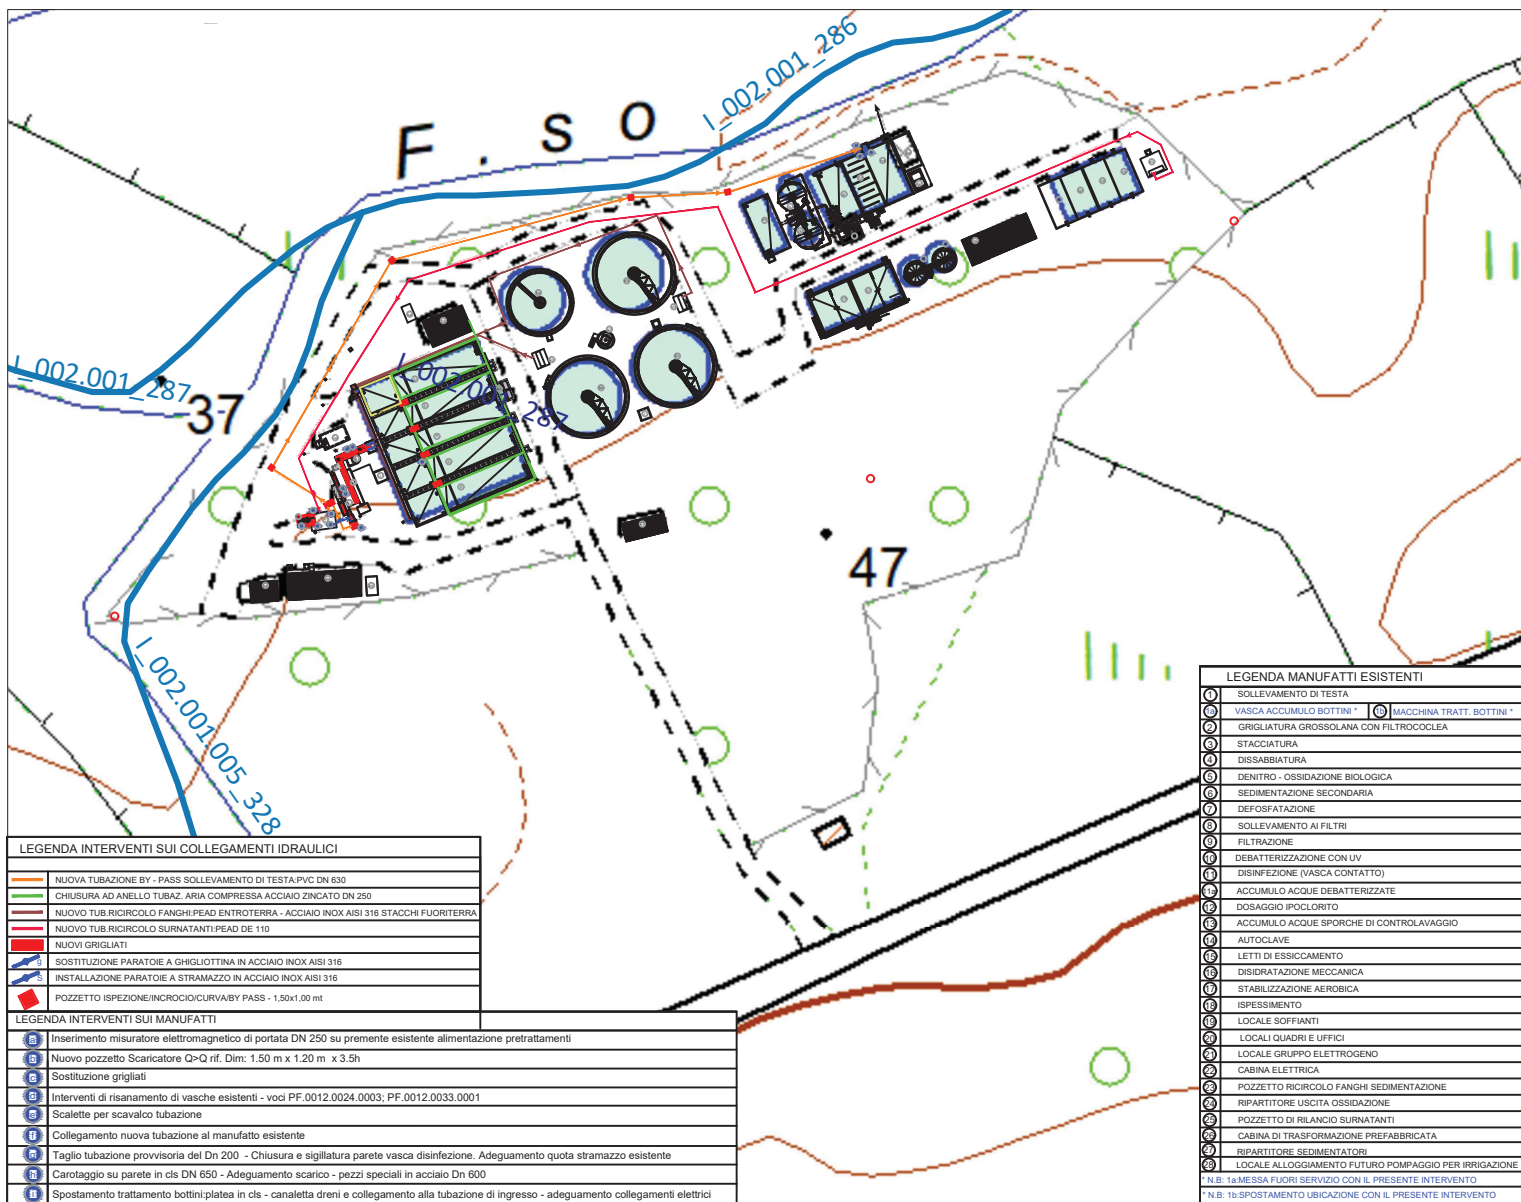 I_002.001_286
F.so
I_002.001_287
37
I_002.001_287
47
I_002.001.005_328
LEGENDA MANUFATTI ESISTENTI
1 SOLLEVAMENTO DI TESTA
1a VASCA ACCUMULO BOTTINI * 1b MACCHINA TRATT. BOTTINI *
2 GRIGLIATURA GROSSOLANA CON FILTROCOCLEA
3 STACCIATURA
4 DISSABBIATURA
5 DENITRO - OSSIDAZIONE BIOLOGICA
6 SEDIMENTAZIONE SECONDARIA
7 DEFOSFATAZIONE
8 SOLLEVAMENTO AI FILTRI
9 FILTRAZIONE
10 DEBATTERIZZAZIONE CON UV
11 DISINFEZIONE (VASCA CONTATTO)
11a ACCUMULO ACQUE DEBATTERIZZATE
12 DOSAGGIO IPOCLORITO
13 ACCUMULO ACQUE SPORCHE DI CONTROLAVAGGIO
14 AUTOCLAVE
15 LETTI DI ESSICCAMENTO
16 DISIDRATAZIONE MECCANICA
17 STABILIZZAZIONE AEROBICA
18 ISPESSIMENTO
19 LOCALE SOFFIANTI
20 LOCALI QUADRI E UFFICI
21 LOCALE GRUPPO ELETTROGENO
22 CABINA ELETTRICA
23 POZZETTO RICIRCOLO FANGHI SEDIMENTAZIONE
24 RIPARTITORE USCITA OSSIDAZIONE
25 POZZETTO DI RILANCIO SURNATANTI
26 CABINA DI TRASFORMAZIONE PREFABBRICATA
27 RIPARTITORE SEDIMENTATORI
28 LOCALE ALLOGGIAMENTO FUTURO POMPAGGIO PER IRRIGAZIONE
* N.B: 1a:MESSA FUORI SERVIZIO CON IL PRESENTE INTERVENTO
* N.B: 1b:SPOSTAMENTO UBICAZIONE CON IL PRESENTE INTERVENTO
LEGENDA INTERVENTI SUI COLLEGAMENTI IDRAULICI
NUOVA TUBAZIONE BY - PASS SOLLEVAMENTO DI TESTA:PVC DN 630
CHIUSURA AD ANELLO TUBAZ. ARIA COMPRESSA ACCIAIO ZINCATO DN 250
NUOVO TUB.RICIRCOLO FANGHI:PEAD ENTROTERRA - ACCIAIO INOX AISI 316 STACCHI FUORITERRA
NUOVO TUB.RICIRCOLO SURNATANTI:PEAD DE 110
NUOVI GRIGLIATI
g SOSTITUZIONE PARATOIE A GHIGLIOTTINA IN ACCIAIO INOX AISI 316
S INSTALLAZIONE PARATOIE A STRAMAZZO IN ACCIAIO INOX AISI 316
POZZETTO ISPEZIONE/INCROCIO/CURVA/BY PASS - 1,50x1,00 mt
LEGENDA INTERVENTI SUI MANUFATTI
a Inserimento misuratore elettromagnetico di portata DN 250 su premente esistente alimentazione pretrattamenti
b Nuovo pozzetto Scaricatore Q>Q rif. Dim: 1.50 m x 1.20 m x 3.5h
c Sostituzione grigliati
d Interventi di risanamento di vasche esistenti - voci PF.0012.0024.0003; PF.0012.0033.0001
e Scalette per scavalco tubazione
f Collegamento nuova tubazione al manufatto esistente
g Taglio tubazione provvisoria del Dn 200 - Chiusura e sigillatura parete vasca disinfezione. Adeguamento quota stramazzo esistente
h Carotaggio su parete in cls DN 650 - Adeguamento scarico - pezzi speciali in acciaio Dn 600
i Spostamento trattamento bottini:platea in cls - canaletta dreni e collegamento alla tubazione di ingresso - adeguamento collegamenti elettrici